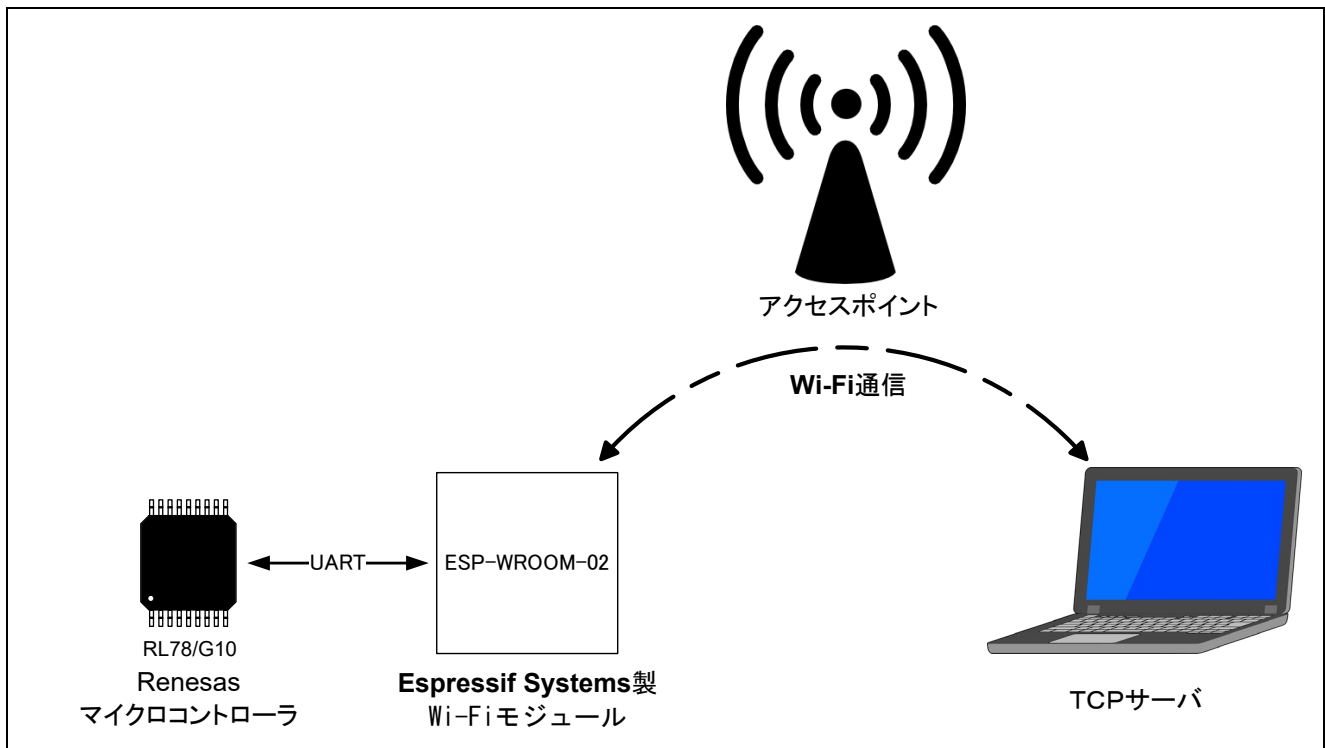 アクセスポイント
Wi-Fi通信
UART
ESP-WROOM-02
RL78/G10
Renesas
マイクロコントローラ
Espressif Systems製
Wi-Fiモジュール
TCPサーバ